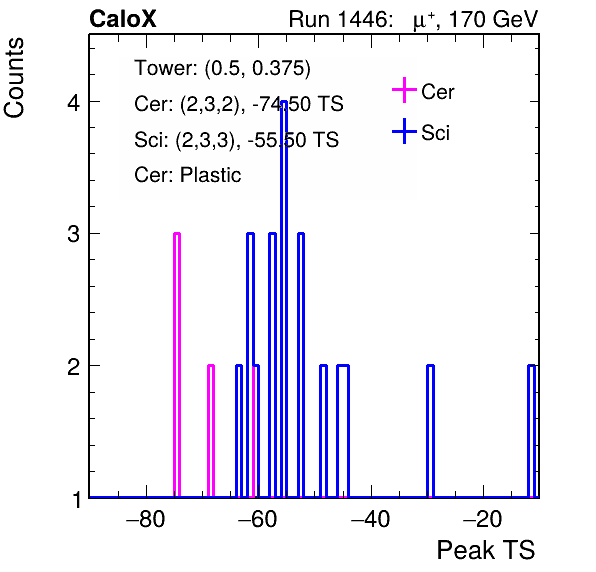 CaloX Run 1446: μ⁺, 170 GeV
Counts
Tower: (0.5, 0.375)
Cer: (2,3,2), -74.50 TS
Sci: (2,3,3), -55.50 TS
Cer: Plastic
Cer
Sci
4
3
2
1
−80 −60 −40 −20
Peak TS